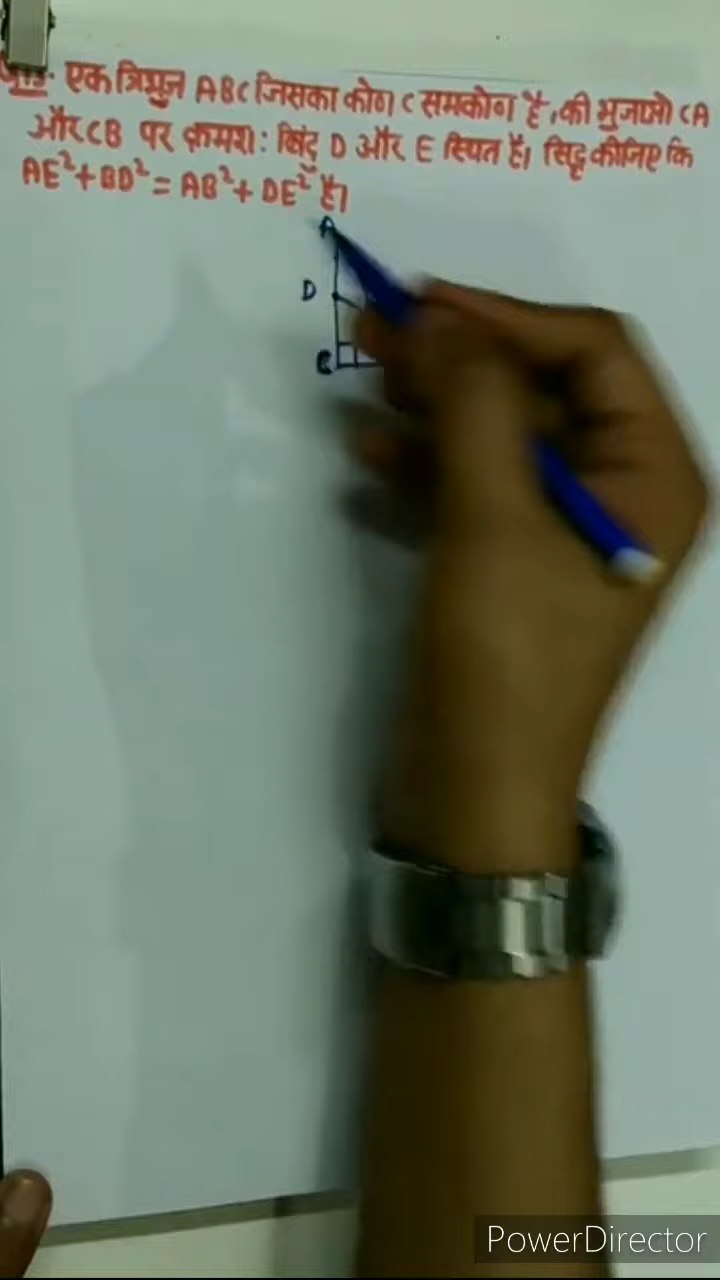 एक त्रिभुज ABC जिसका कोण C समकोण है, की भुजाओं CA
और CB पर क्रमश: बिंदु D और E स्थित है। सिद्ध कीजिए कि
AE²+BD² = AB²+DE² है।
A
D
C
PowerDirector